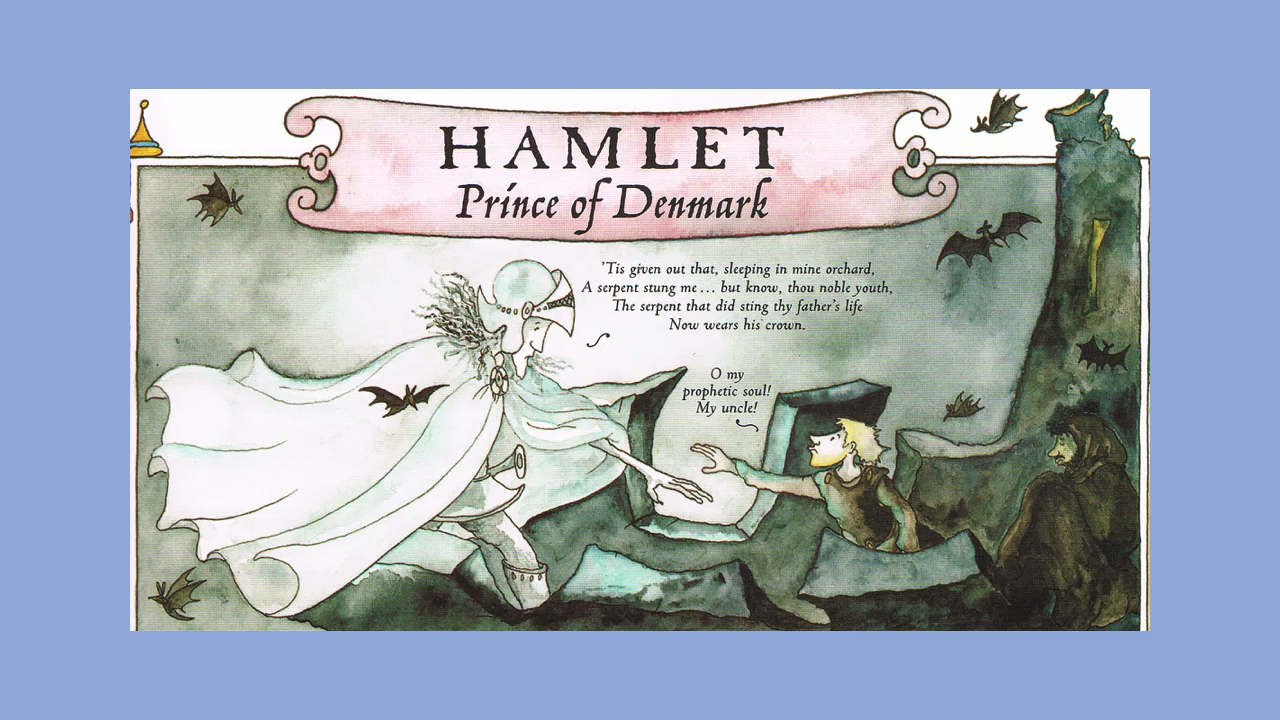 HAMLET
Prince of Denmark
'Tis given out that, sleeping in mine orchard,
A serpent stung me... but know, thou noble youth,
The serpent that did sting thy father's life
Now wears his crown.
O my
prophetic soul!
My uncle!